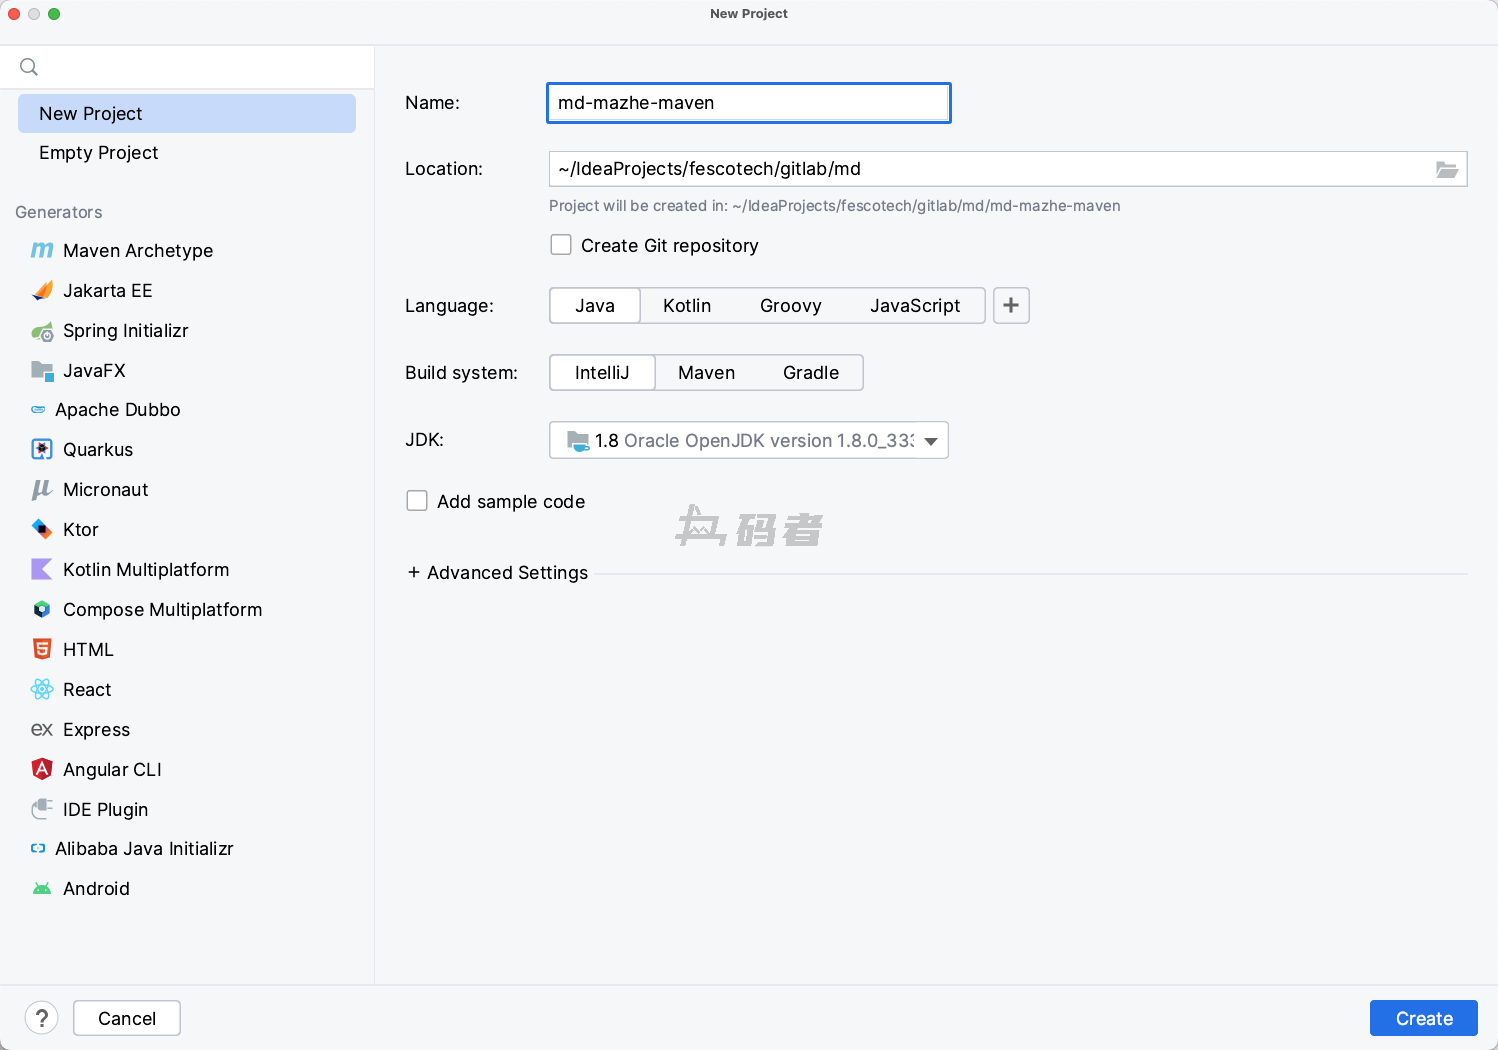 New Project
New Project
Empty Project
Generators
Maven Archetype
Jakarta EE
Spring Initializr
JavaFX
Apache Dubbo
Quarkus
Micronaut
Ktor
Kotlin Multiplatform
Compose Multiplatform
HTML
React
ex Express
Angular CLI
IDE Plugin
Alibaba Java Initializr
Android
Name: md-mazhe-maven
Location: ~/IdeaProjects/fescotech/gitlab/md
Project will be created in: ~/IdeaProjects/fescotech/gitlab/md/md-mazhe-maven
Create Git repository
Language: Java Kotlin Groovy JavaScript +
Build system: IntelliJ Maven Gradle
JDK: 1.8 Oracle OpenJDK version 1.8.0_333
Add sample code
码者
+ Advanced Settings
? Cancel Create